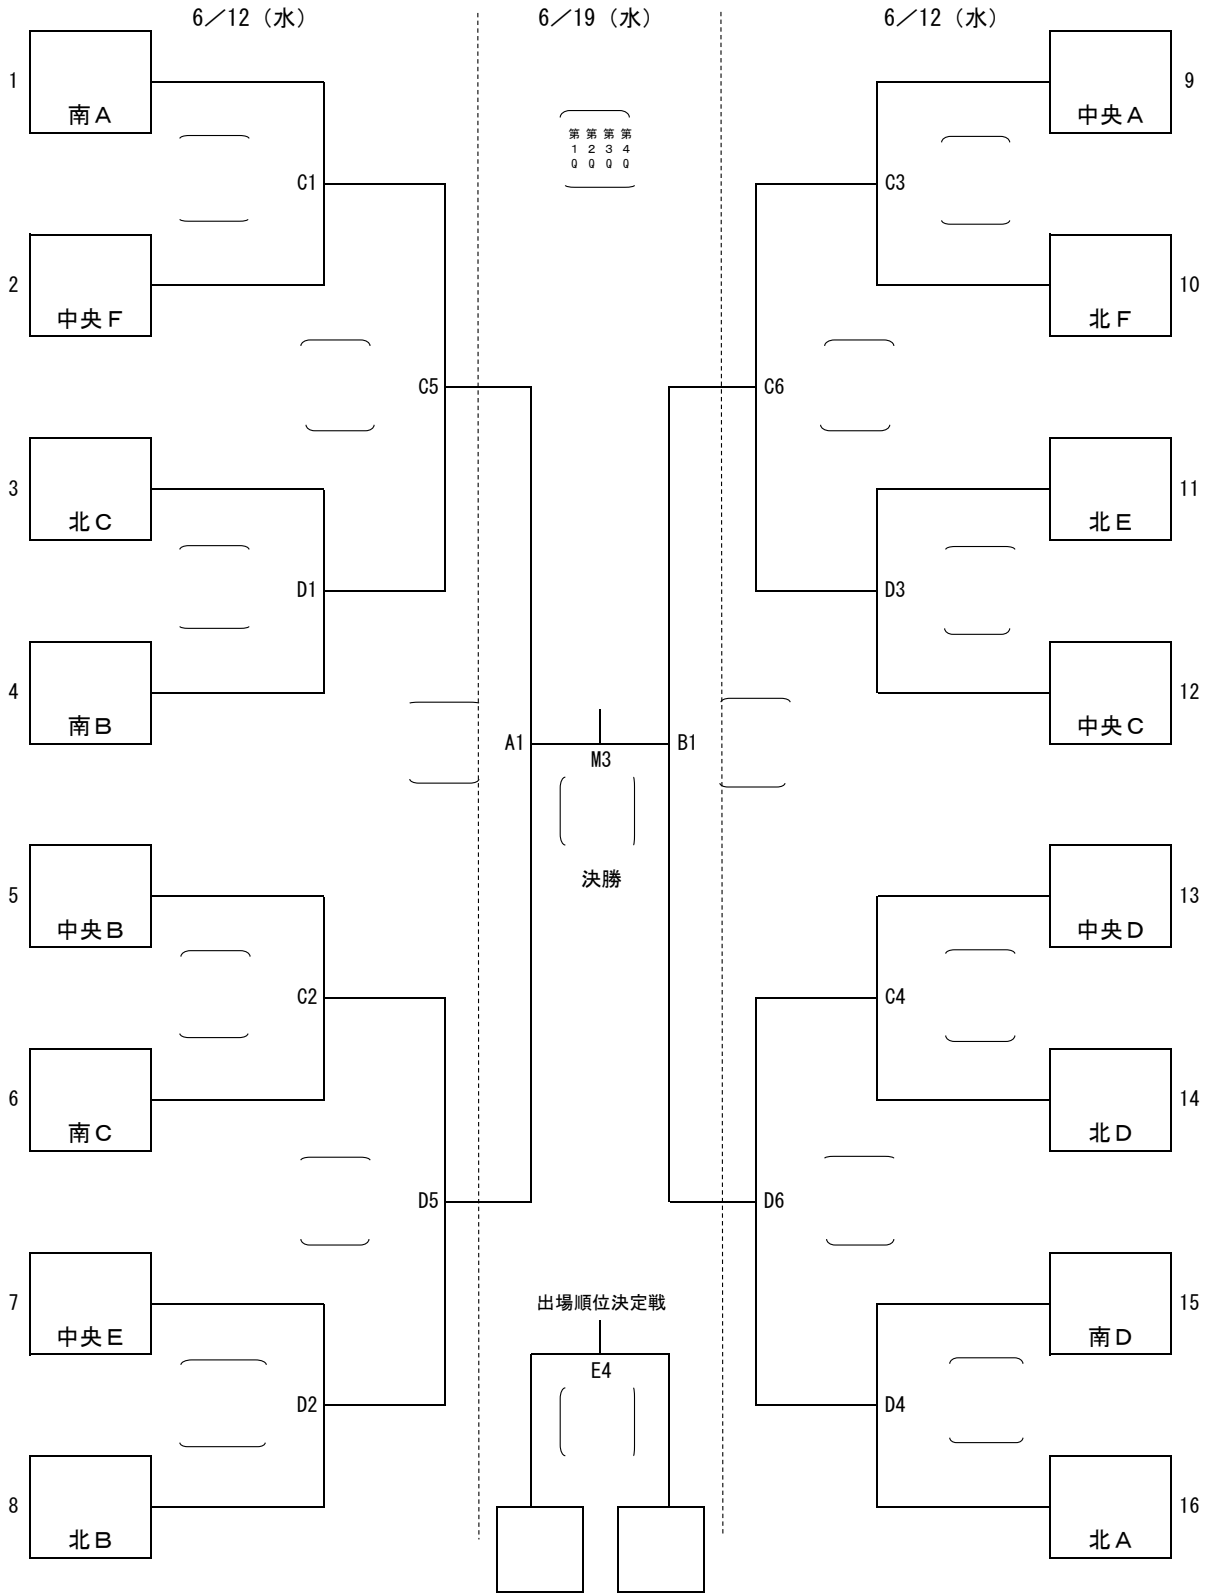 6／12（水）
6／19（水）
6／12（水）
第1Q
第2Q
第3Q
第4Q
1
南A
C1
2
中央F
C5
3
北C
D1
4
南B
A1
5
中央B
C2
6
南C
D5
7
中央E
D2
8
北B
M3
決勝
出場順位決定戦
E4
9
中央A
C3
10
北F
C6
11
北E
D3
12
中央C
B1
13
中央D
C4
14
北D
D6
15
南D
D4
16
北A